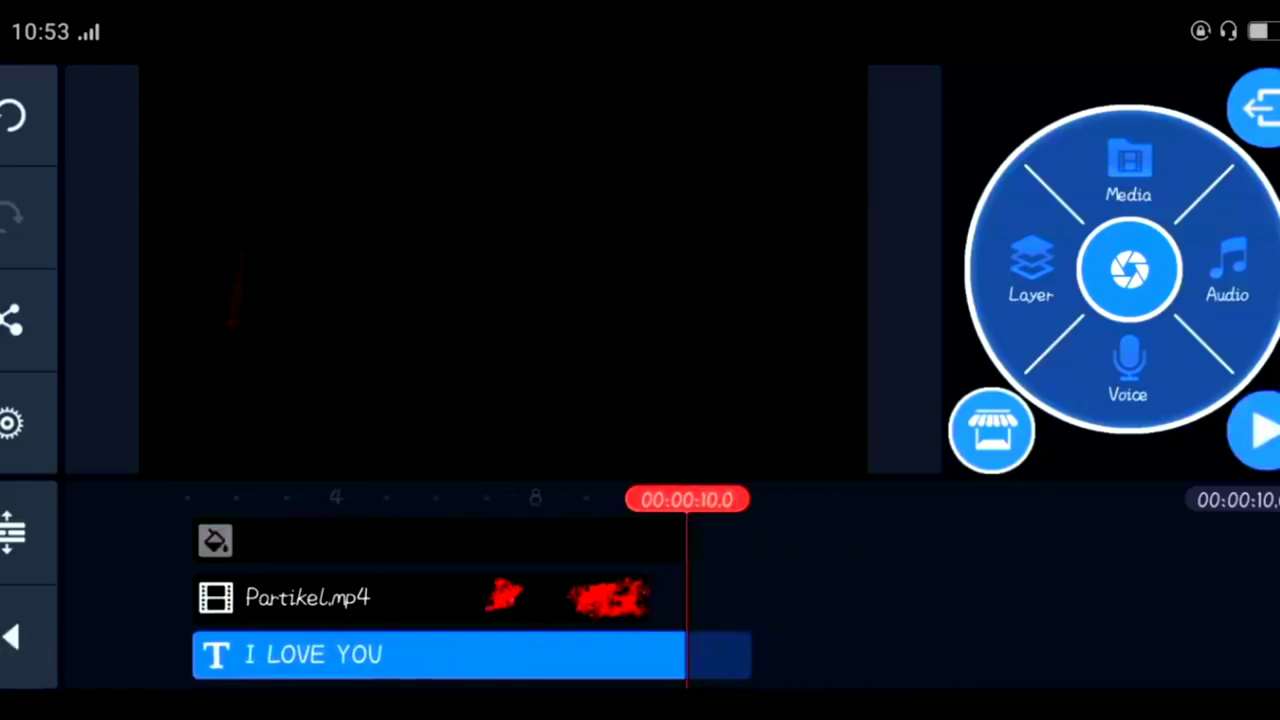 10:53
Media
Layer
Audio
Voice
4
8
00:00:10.0
00:00:10.
Partikel.mp4
T I LOVE YOU